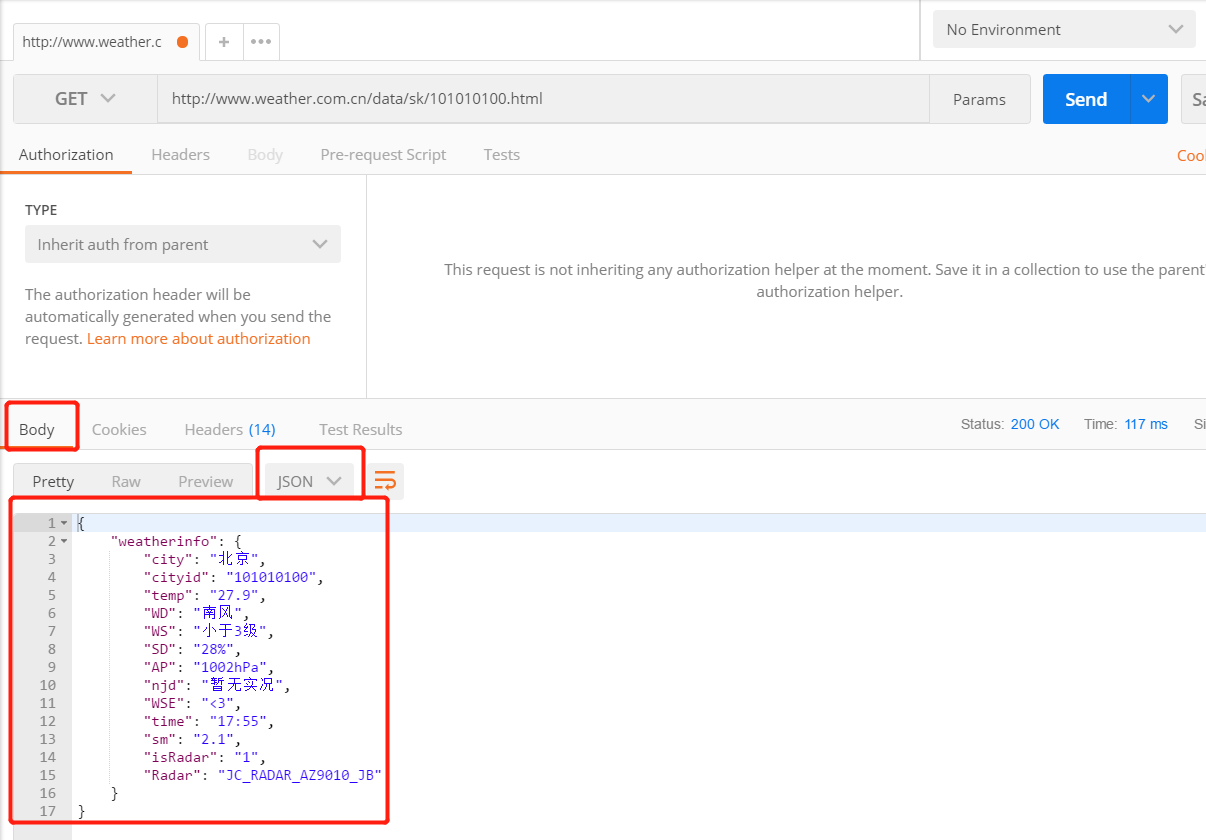 http://www.weather.c
No Environment
GET http://www.weather.com.cn/data/sk/101010100.html Params Send Sa
Authorization Headers Body Pre-request Script Tests Cool
TYPE
Inherit auth from parent
The authorization header will be
automatically generated when you send the
request. Learn more about authorization
This request is not inheriting any authorization helper at the moment. Save it in a collection to use the parent'
authorization helper.
Body Cookies Headers (14) Test Results Status: 200 OK Time: 117 ms Si
Pretty Raw Preview JSON
1 {
2 "weatherinfo": {
3 "city": "北京",
4 "cityid": "101010100",
5 "temp": "27.9",
6 "WD": "南风",
7 "WS": "小于3级",
8 "SD": "28%",
9 "AP": "1002hPa",
10 "njd": "暂无实况",
11 "WSE": "<3",
12 "time": "17:55",
13 "sm": "2.1",
14 "isRadar": "1",
15 "Radar": "JC_RADAR_AZ9010_JB"
16 }
17 }